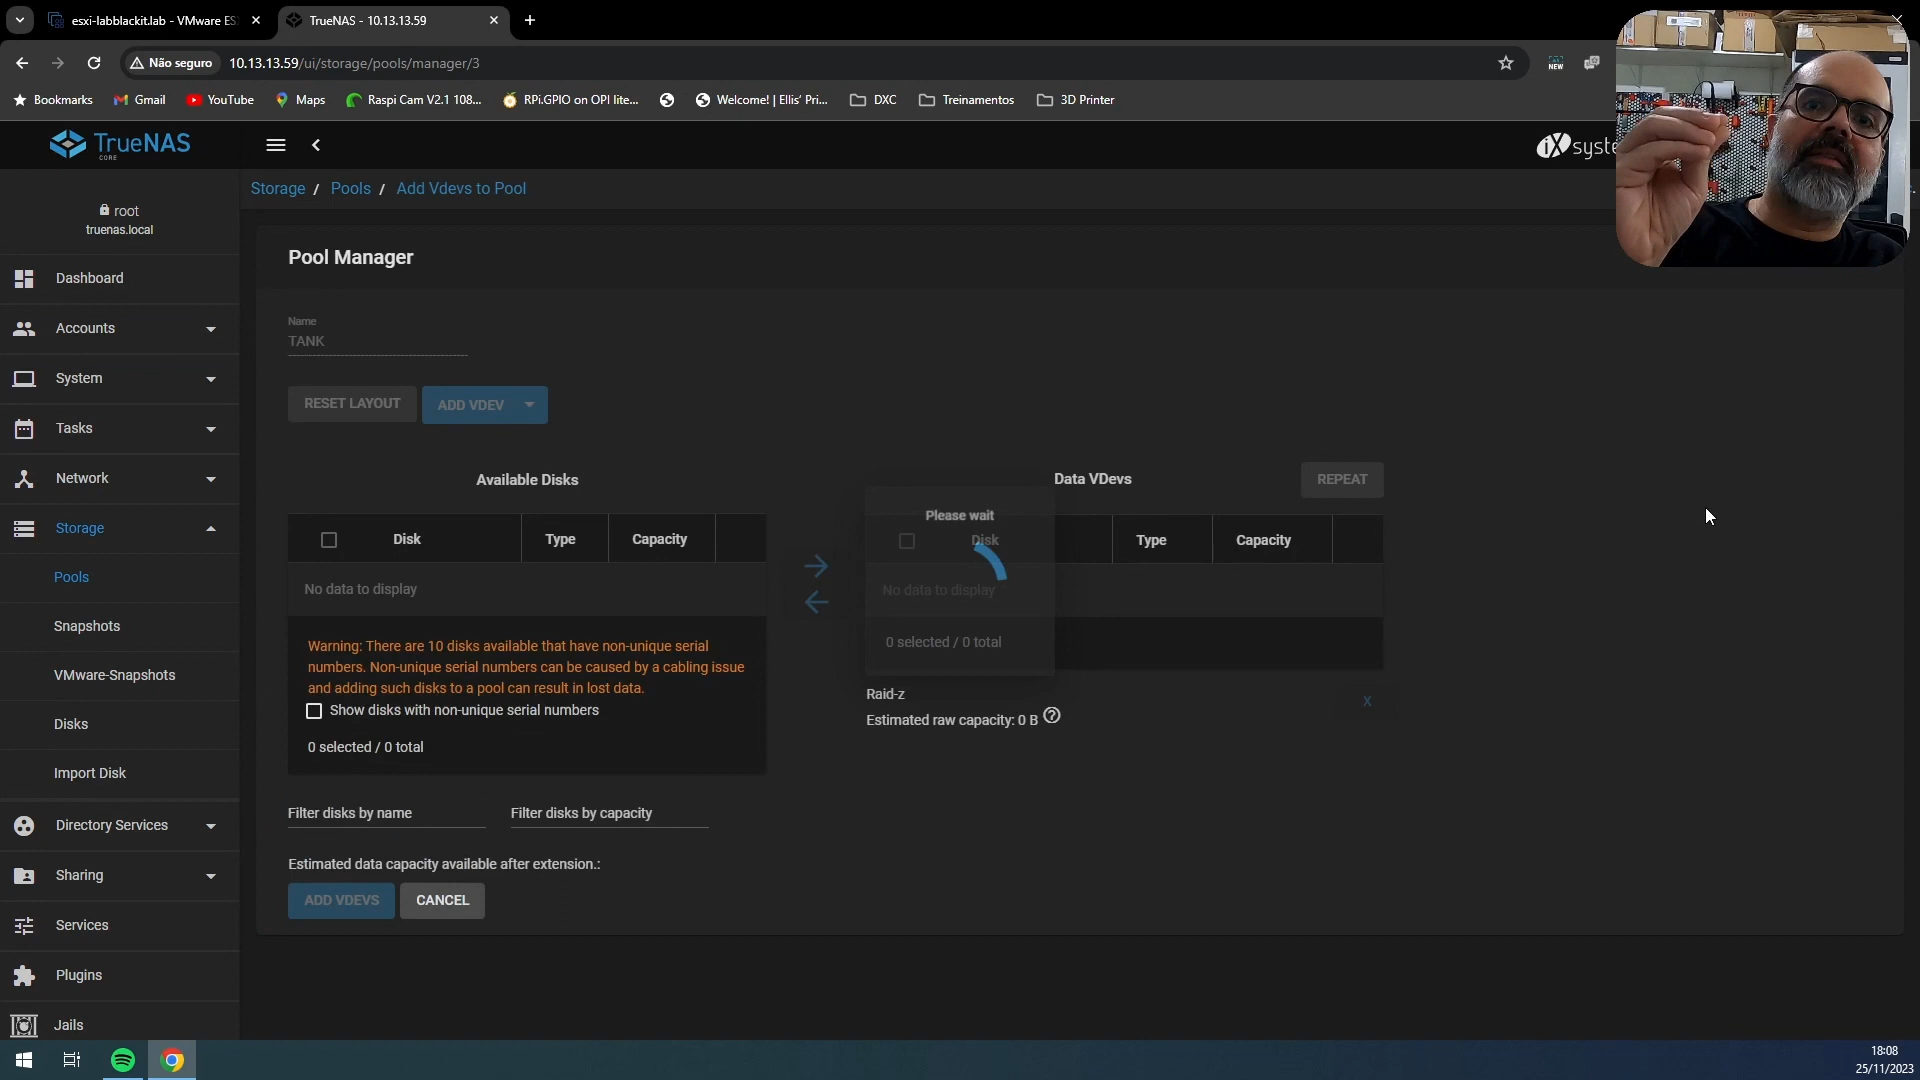 esxi-labblackit.lab - VMware ES
TrueNAS - 10.13.13.59
Não seguro
10.13.13.59/ui/storage/pools/manager/3
NEW
Bookmarks
Gmail
YouTube
Maps
Raspi Cam V2.1 108...
RPi.GPIO on OPI lite...
Welcome! | Ellis' Pri...
DXC
Treinamentos
3D Printer
TrueNAS
CORE
iXsyste
Storage / Pools / Add Vdevs to Pool
root
truenas.local
Dashboard
Accounts
System
Tasks
Network
Storage
Pools
Snapshots
VMware-Snapshots
Disks
Import Disk
Directory Services
Sharing
Services
Plugins
Jails
Pool Manager
Name
TANK
RESET LAYOUT
ADD VDEV
Available Disks
Disk
Type
Capacity
No data to display
Warning: There are 10 disks available that have non-unique serial
numbers. Non-unique serial numbers can be caused by a cabling issue
and adding such disks to a pool can result in lost data.
Show disks with non-unique serial numbers
0 selected / 0 total
Filter disks by name
Filter disks by capacity
Estimated data capacity available after extension.:
ADD VDEVS
CANCEL
Data VDevs
REPEAT
Please wait
Disk
Type
Capacity
No data to display
0 selected / 0 total
Raid-z
X
Estimated raw capacity: 0 B
18:08
25/11/2023